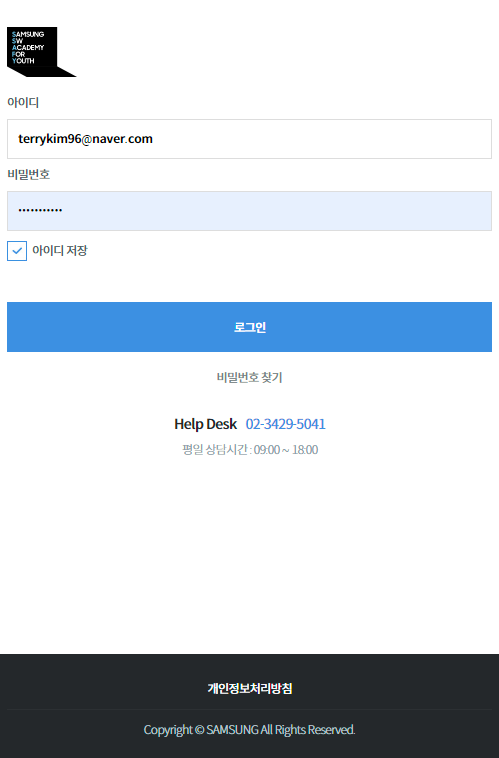 SAMSUNG
SW
ACADEMY
FOR
YOUTH
아이디
terrykim96@naver.com
비밀번호
•••••••••••
아이디 저장
로그인
비밀번호 찾기
Help Desk 02-3429-5041
평일 상담시간 : 09:00 ~ 18:00
개인정보처리방침
Copyright © SAMSUNG All Rights Reserved.